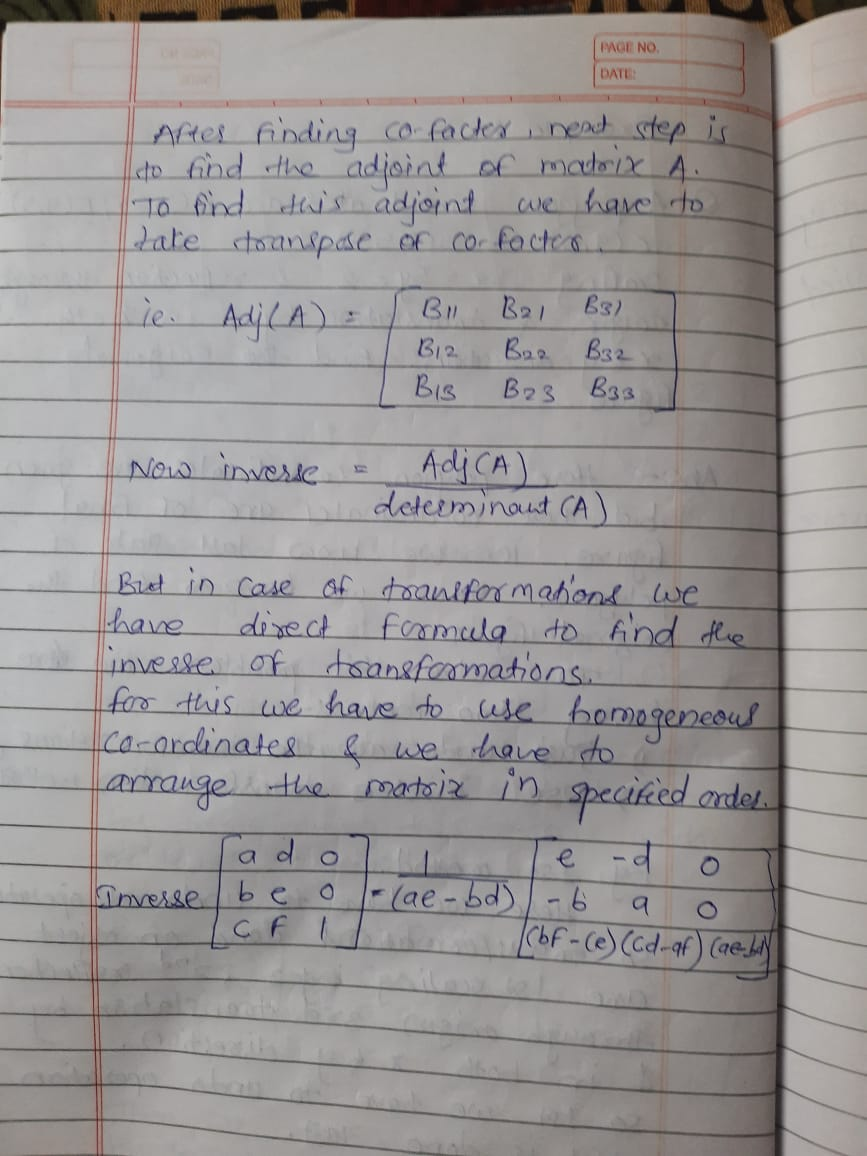 PAGE NO.
DATE:
After finding co-factor, next step is
to find the adjoint of matrix A.
To find this adjoint we have to
take transpose of co-factor.
ie. Adj(A) = [ B11 B21 B31
B12 B22 B32
B13 B23 B33 ]
Now inverse = Adj(A)
determinant (A)
But in case of transformations we
have direct formula to find the
inverse of transformations.
for this we have to use homogeneous
co-ordinates & we have to
arrange the matrix in specified order.
Inverse [ a d 0
b e 0
c f 1 ] = 1
(ae - bd) [ e -d 0
-b a 0
(bf-ce) (cd-af) (ae-bd) ]